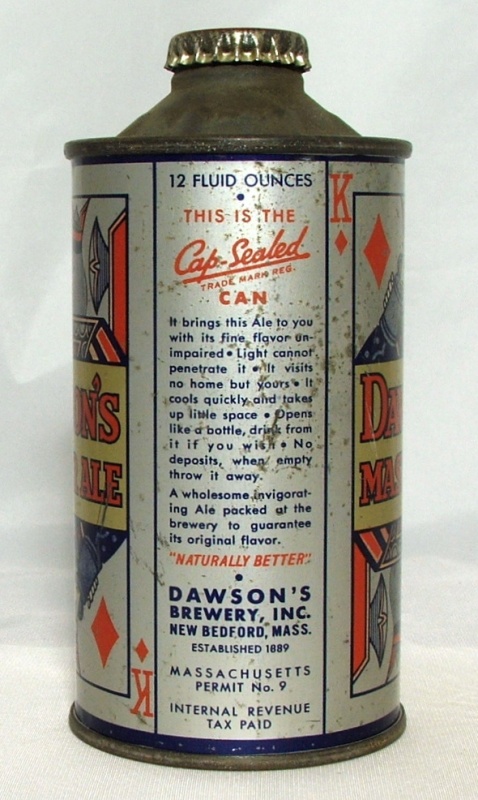 12 FLUID OUNCES
•
THIS IS THE
Cap-Sealed
TRADE MARK REG.
CAN
It brings this Ale to you
with its fine flavor un-
impaired • Light cannot
penetrate it • It visits
no home but yours • It
cools quickly and takes
up little space • Opens
like a bottle, drink from
it if you wish • No
deposits, when empty
throw it away.
A wholesome, invigorat-
ing Ale packed at the
brewery to guarantee
its original flavor.
"NATURALLY BETTER"
•
DAWSON'S
BREWERY, INC.
NEW BEDFORD, MASS.
ESTABLISHED 1889
MASSACHUSETTS
PERMIT No. 9
INTERNAL REVENUE
TAX PAID
ON'S
ALE
K
K
DA
MAS